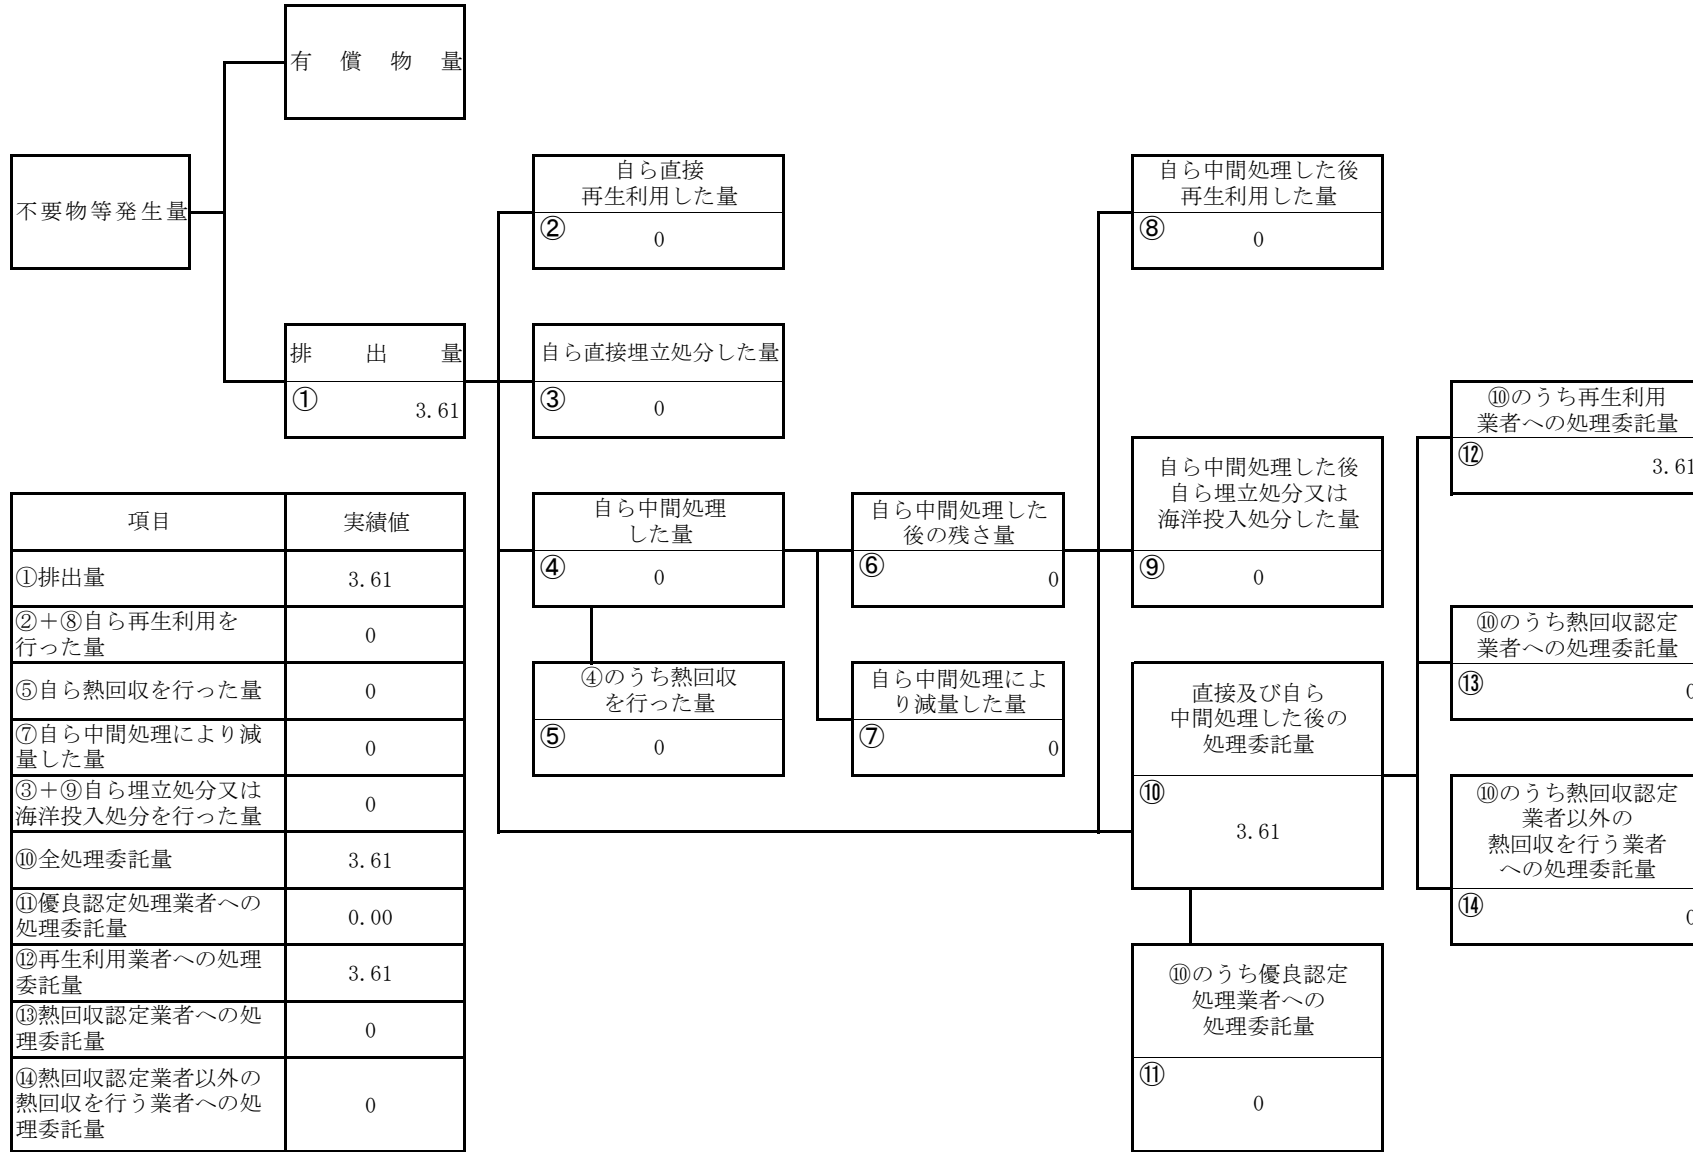 有償物量
不要物等発生量
自ら直接
再生利用した量
②
0
自ら中間処理した後
再生利用した量
⑧
0
排出量
①
3.61
自ら直接埋立処分した量
③
0
⑩のうち再生利用
業者への処理委託量
⑫
3.61
自ら中間処理
した量
④
0
自ら中間処理した
後の残さ量
⑥
0
自ら中間処理した後
自ら埋立処分又は
海洋投入処分した量
⑨
0
⑩のうち熱回収認定
業者への処理委託量
⑬
0
④のうち熱回収
を行った量
⑤
0
自ら中間処理によ
り減量した量
⑦
0
直接及び自ら
中間処理した後の
処理委託量
⑩
3.61
⑩のうち熱回収認定
業者以外の
熱回収を行う業者
への処理委託量
⑭
0
⑩のうち優良認定
処理業者への
処理委託量
⑪
0
項目 実績値
①排出量 3.61
②＋⑧自ら再生利用を
行った量 0
⑤自ら熱回収を行った量 0
⑦自ら中間処理により減
量した量 0
③＋⑨自ら埋立処分又は
海洋投入処分を行った量 0
⑩全処理委託量 3.61
⑪優良認定処理業者への
処理委託量 0.00
⑫再生利用業者への処理
委託量 3.61
⑬熱回収認定業者への処
理委託量 0
⑭熱回収認定業者以外の
熱回収を行う業者への処
理委託量 0